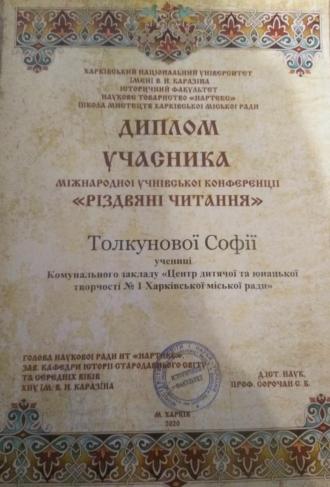 ХАРКІВСЬКИЙ НАЦІОНАЛЬНИЙ УНІВЕРСИТЕТ
ІМЕНІ В. Н. КАРАЗІНА
ІСТОРИЧНИЙ ФАКУЛЬТЕТ
НАУКОВЕ ТОВАРИСТВО «НАРТЕКС»
ШКОЛА МИСТЕЦТВ ХАРКІВСЬКОЇ МІСЬКОЇ РАДИ
ДИПЛОМ
УЧАСНИКА
МІЖНАРОДНОЇ УЧНІВСЬКОЇ КОНФЕРЕНЦІЇ
«РІЗДВЯНІ ЧИТАННЯ»
Толкунової Софії
учениці
Комунального закладу «Центр дитячої та юнацької
творчості № 1 Харківської міської ради»
ГОЛОВА НАУКОВОЇ РАДИ НТ «НАРТЕКС»,
ЗАВ. КАФЕДРИ ІСТОРІЇ СТАРОДАВНЬОГО СВІТУ
ТА СЕРЕДНІХ ВІКІВ
ХНУ ІМ. В. Н. КАРАЗІНА
Д.ІСТ. НАУК,
ПРОФ. СОРОЧАН С. Б.
М. ХАРКІВ
2020